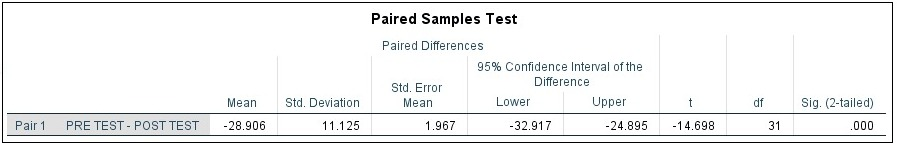 Paired Samples Test
Paired Differences
95% Confidence Interval of the
Difference
Std. Error
Mean Std. Deviation Mean Lower Upper t df Sig. (2-tailed)
Pair 1 PRE TEST - POST TEST -28.906 11.125 1.967 -32.917 -24.895 -14.698 31 .000